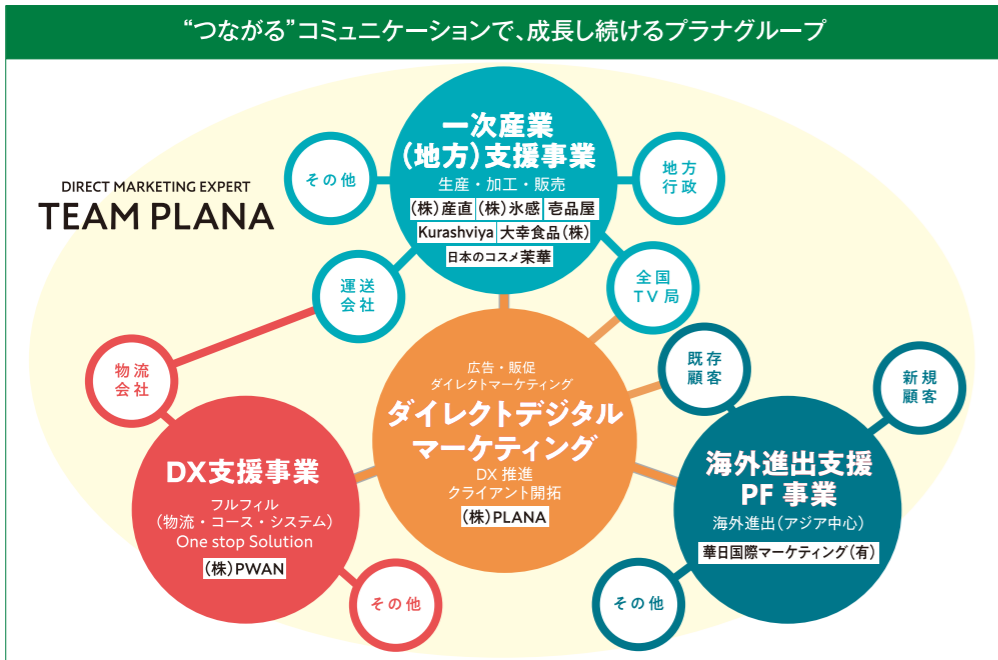 “つながる”コミュニケーションで、成長し続けるプラナグループ
DIRECT MARKETING EXPERT
TEAM PLANA
一次産業
（地方）支援事業
生産・加工・販売
（株）産直 （株）氷感 壱品屋
Kurashviya 大幸食品（株）
日本のコスメ茉華
その他
地方
行政
運送
会社
全国
TV局
物流
会社
既存
顧客
新規
顧客
広告・販促
ダイレクトマーケティング
ダイレクトデジタル
マーケティング
DX 推進
クライアント開拓
（株）PLANA
DX支援事業
フルフィル
（物流・コース・システム）
One stop Solution
（株）PWAN
その他
海外進出支援
PF 事業
海外進出（アジア中心）
華日国際マーケティング（有）
その他